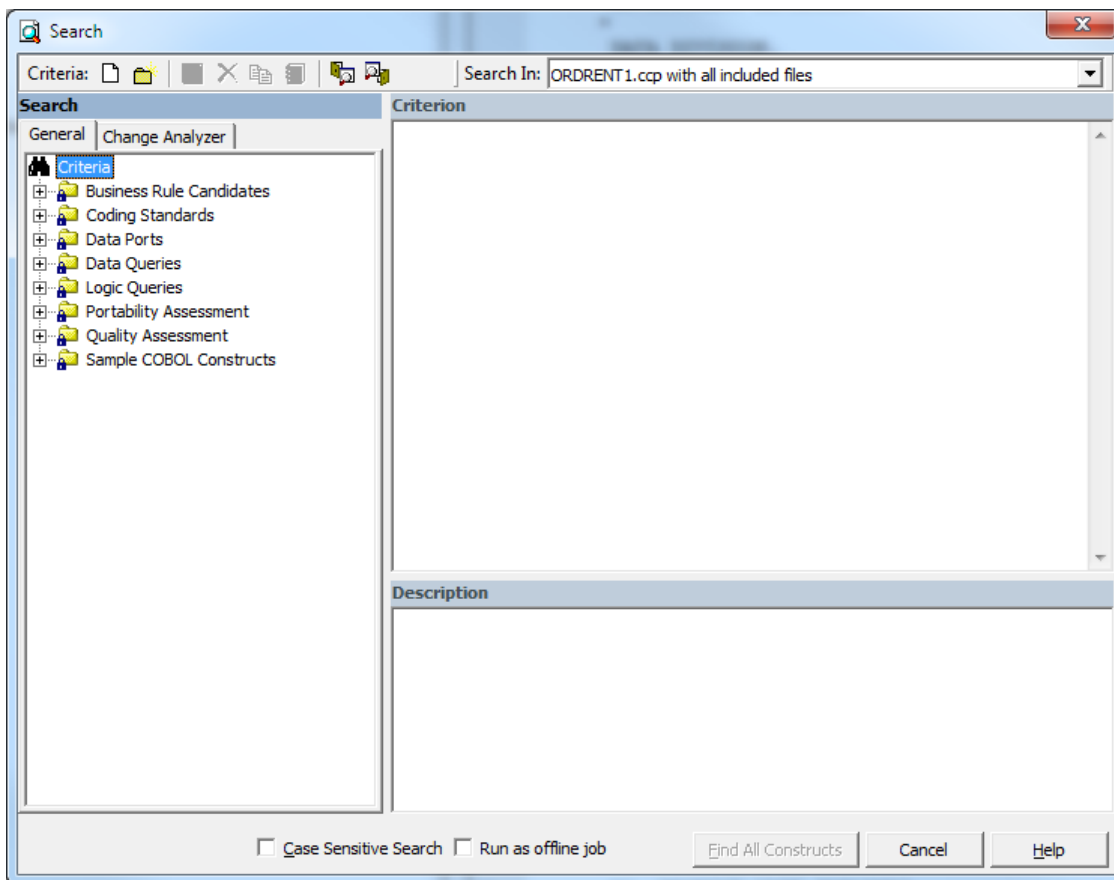 Search
Criteria:
Search In: ORDRENT1.ccp with all included files
Search
General Change Analyzer
Criteria
Business Rule Candidates
Coding Standards
Data Ports
Data Queries
Logic Queries
Portability Assessment
Quality Assessment
Sample COBOL Constructs
Criterion
Description
Case Sensitive Search Run as offline job Find All Constructs Cancel Help